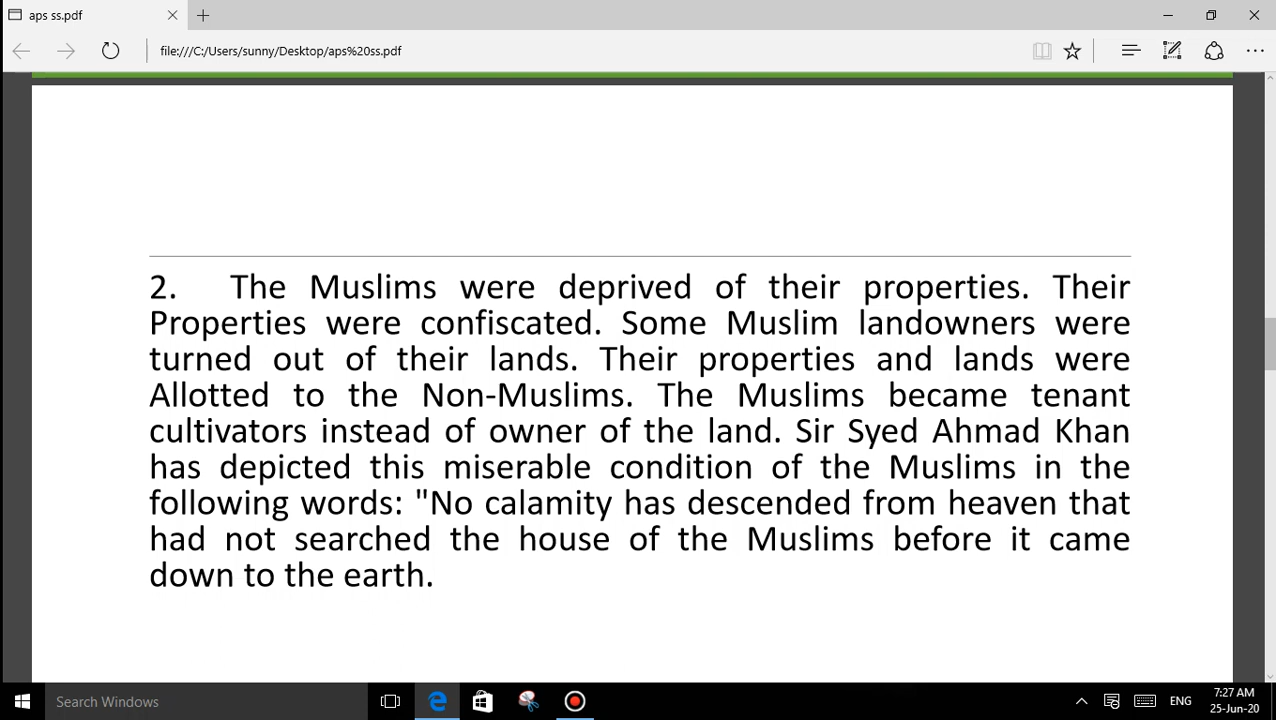 aps ss.pdf
file:///C:/Users/sunny/Desktop/aps%20ss.pdf
2. The Muslims were deprived of their properties. Their
Properties were confiscated. Some Muslim landowners were
turned out of their lands. Their properties and lands were
Allotted to the Non-Muslims. The Muslims became tenant
cultivators instead of owner of the land. Sir Syed Ahmad Khan
has depicted this miserable condition of the Muslims in the
following words: "No calamity has descended from heaven that
had not searched the house of the Muslims before it came
down to the earth.
Search Windows
ENG
7:27 AM
25-Jun-20